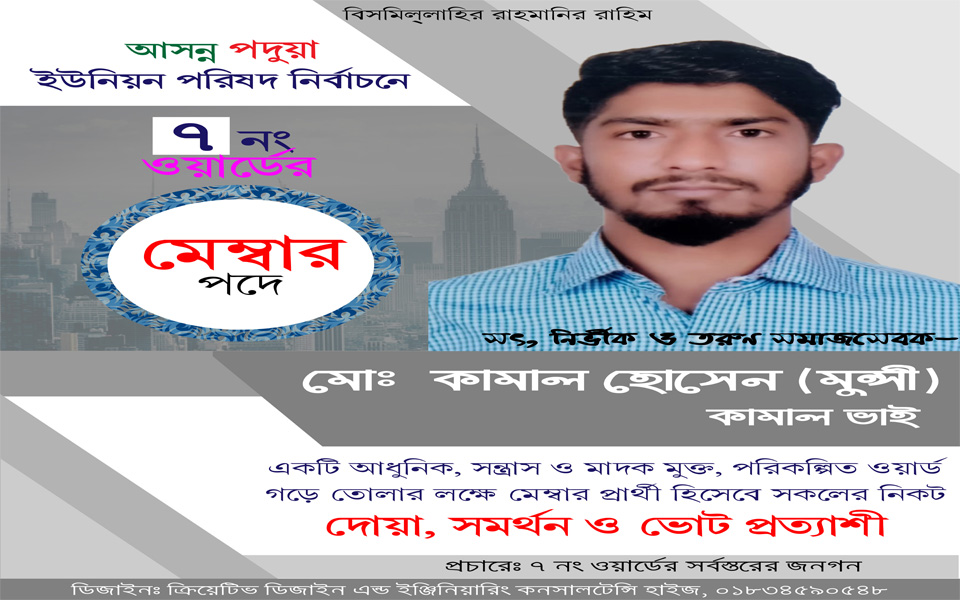 বিসমিল্লাহির রাহমানির রাহিম
আসন্ন পদুয়া
ইউনিয়ন পরিষদ নির্বাচনে
৭ নং
ওয়ার্ডের
মেম্বার
পদে
সৎ, নির্ভীক ও তরুণ সমাজসেবক-
মোঃ কামাল হোসেন (মুন্সী)
কামাল ভাই
একটি আধুনিক, সন্ত্রাস ও মাদক মুক্ত, পরিকল্পিত ওয়ার্ড
গড়ে তোলার লক্ষে মেম্বার প্রার্থী হিসেবে সকলের নিকট
দোয়া, সমর্থন ও ভোট প্রত্যাশী
প্রচারেঃ ৭ নং ওয়ার্ডের সর্বস্তরের জনগন
ডিজাইনঃ ক্রিয়েটিভ ডিজাইন এন্ড ইঞ্জিনিয়ারিং কনসালটেন্সি হাইজ, ০১৮৩৪৫৯০৫৪৮